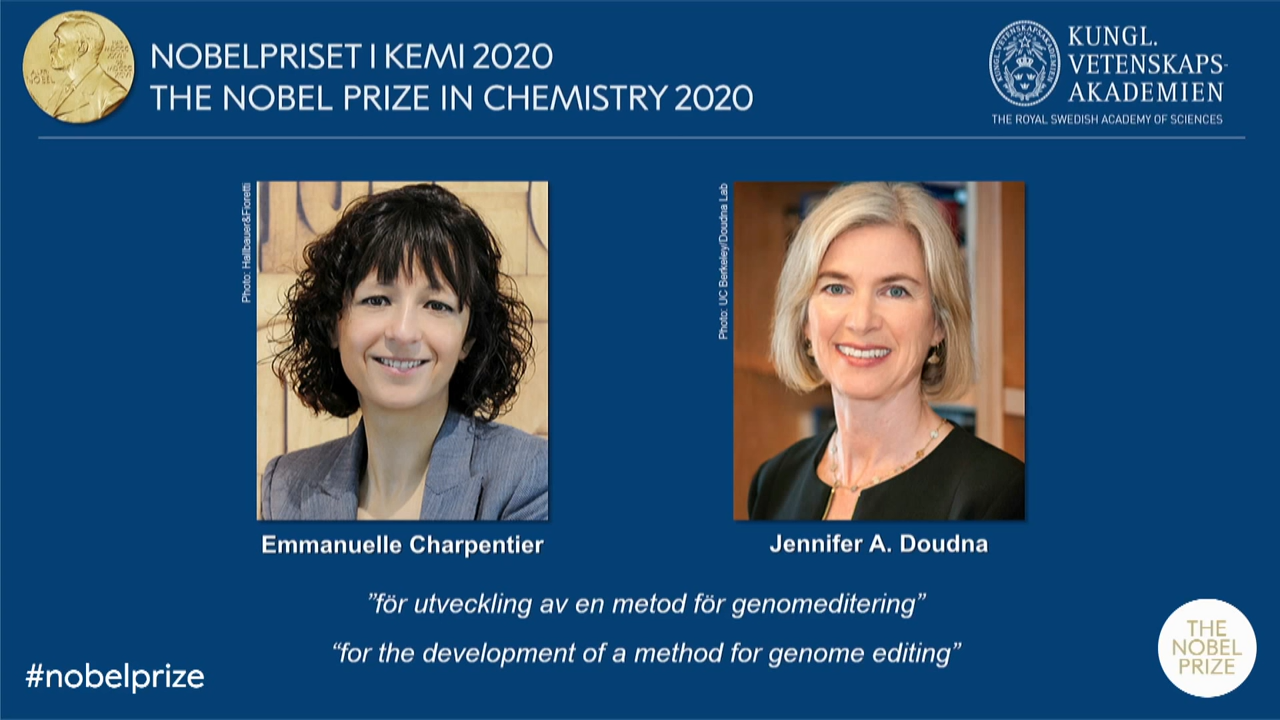 NOBELPRISET I KEMI 2020
THE NOBEL PRIZE IN CHEMISTRY 2020
KUNGL.
VETENSKAPS-
AKADEMIEN
THE ROYAL SWEDISH ACADEMY OF SCIENCES
Photo: Hallbauer&Fioretti
Photo: UC Berkeley/Doudna Lab
Emmanuelle Charpentier
Jennifer A. Doudna
”för utveckling av en metod för genomeditering”
“for the development of a method for genome editing”
#nobelprize
THE
NOBEL
PRIZE